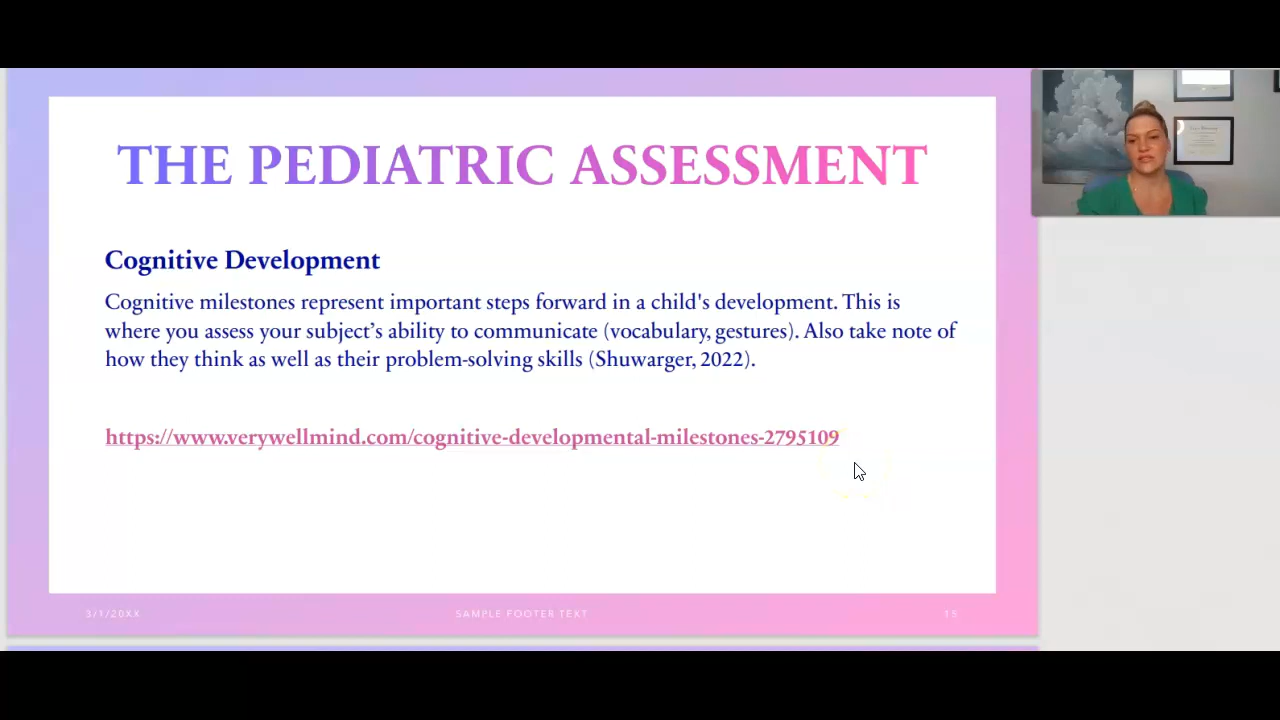 THE PEDIATRIC ASSESSMENT
Cognitive Development
Cognitive milestones represent important steps forward in a child's development. This is
where you assess your subject’s ability to communicate (vocabulary, gestures). Also take note of
how they think as well as their problem-solving skills (Shuwarger, 2022).
https://www.verywellmind.com/cognitive-developmental-milestones-2795109
3/1/20XX
SAMPLE FOOTER TEXT
15